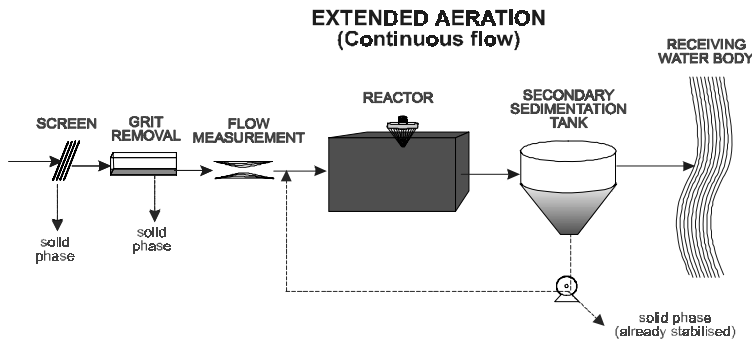 EXTENDED AERATION
(Continuous flow)
RECEIVING
WATER BODY
REACTOR
SECONDARY
SEDIMENTATION
TANK
SCREEN
GRIT
REMOVAL
FLOW
MEASUREMENT
solid
phase
solid
phase
solid phase
(already stabilised)